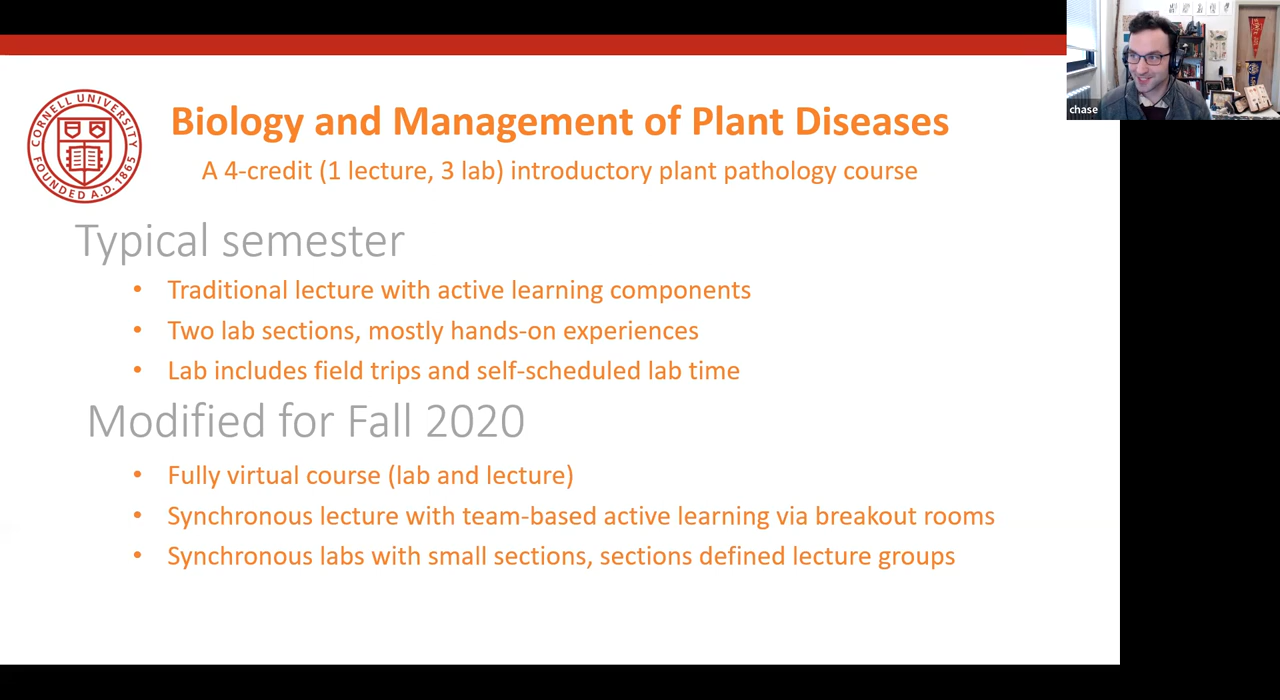 chase
CORNELL UNIVERSITY
FOUNDED A.D. 1865
Biology and Management of Plant Diseases
A 4-credit (1 lecture, 3 lab) introductory plant pathology course
Typical semester
• Traditional lecture with active learning components
• Two lab sections, mostly hands-on experiences
• Lab includes field trips and self-scheduled lab time
Modified for Fall 2020
• Fully virtual course (lab and lecture)
• Synchronous lecture with team-based active learning via breakout rooms
• Synchronous labs with small sections, sections defined lecture groups